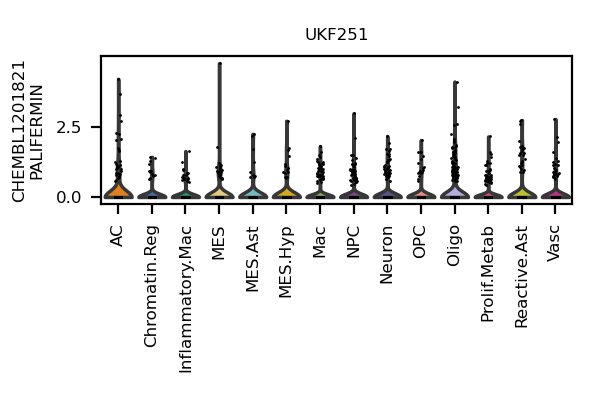 UKF251
CHEMBL1201821
PALIFERMIN
2.5
0.0
AC
Chromatin.Reg
Inflammatory.Mac
MES
MES.Ast
MES.Hyp
Mac
NPC
Neuron
OPC
Oligo
Prolif.Metab
Reactive.Ast
Vasc